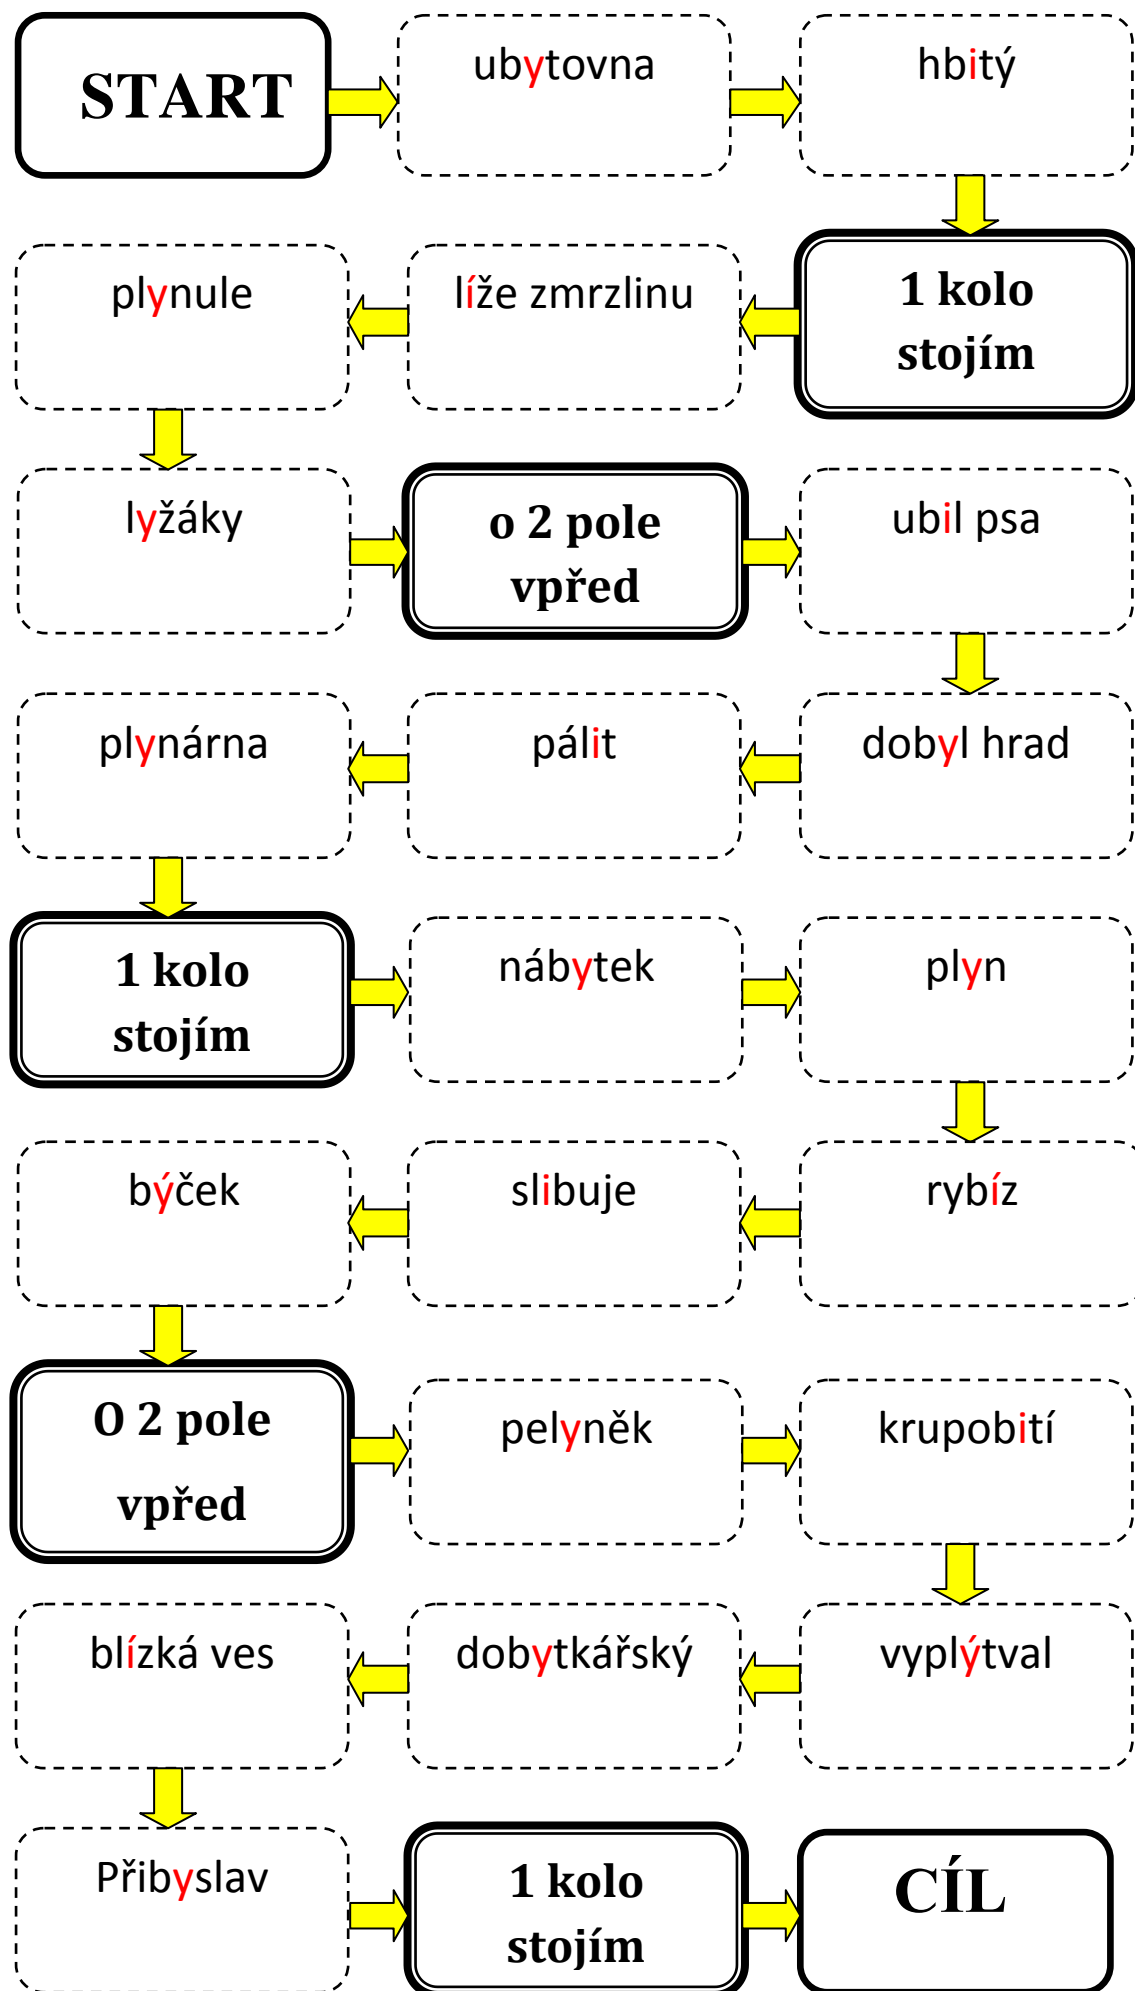 START
ubytovna
hbitý
plynule
líže zmrzlinu
1 kolo
stojím
lyžáky
o 2 pole
vpřed
ubil psa
plynárna
pálit
dobyl hrad
1 kolo
stojím
nábytek
plyn
býček
slibuje
rybíz
O 2 pole
vpřed
pelyněk
krupobití
blízká ves
dobytkářský
vyplýtval
Přibyslav
1 kolo
stojím
CÍL